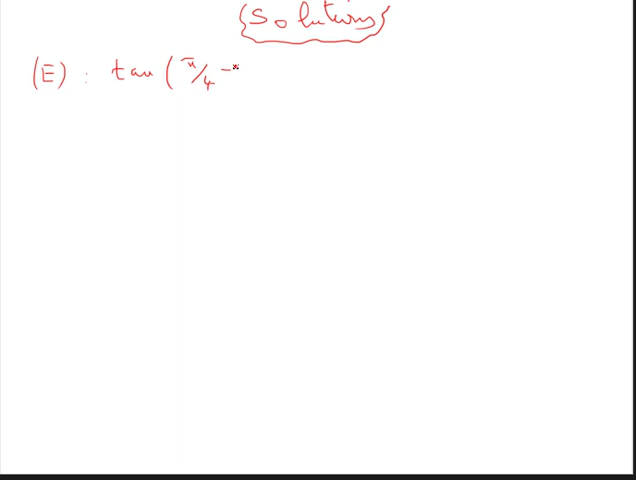 Solutions
(E) : tan ( π/4 -